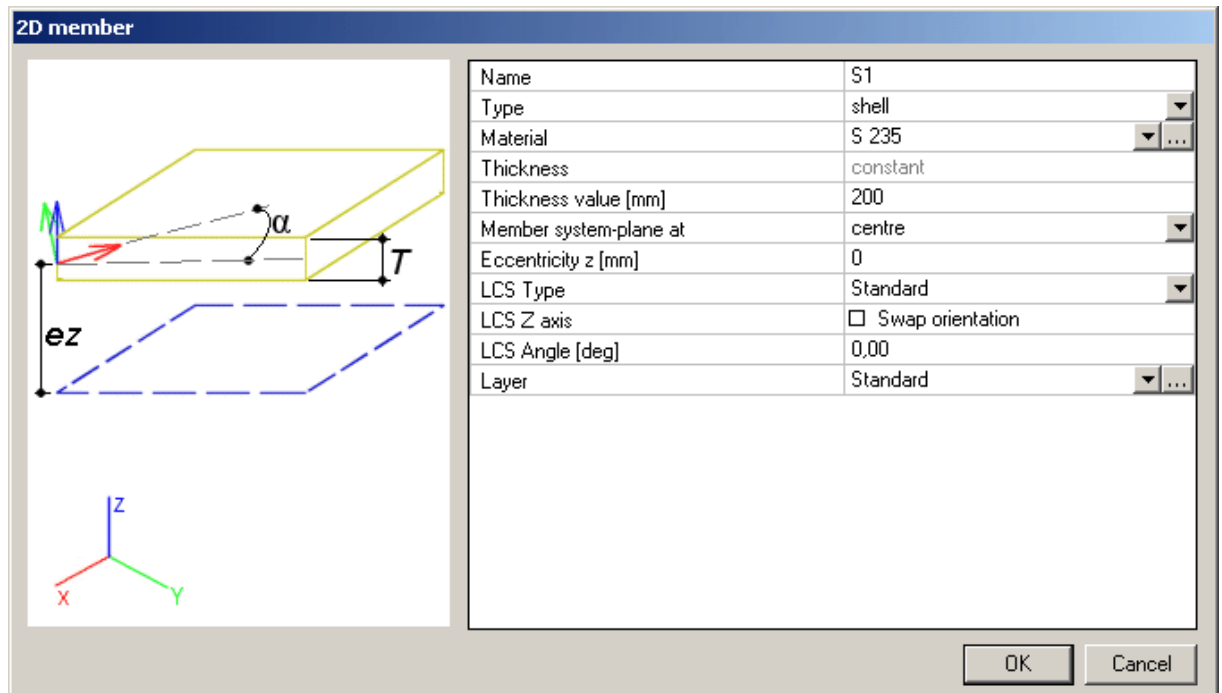 2D member
Name S1
Type shell
Material S 235 ...
Thickness constant
Thickness value [mm] 200
Member system-plane at centre
Eccentricity z [mm] 0
LCS Type Standard
LCS Z axis Swap orientation
LCS Angle [deg] 0,00
Layer Standard ...
α
T
ez
Z
X Y
OK Cancel